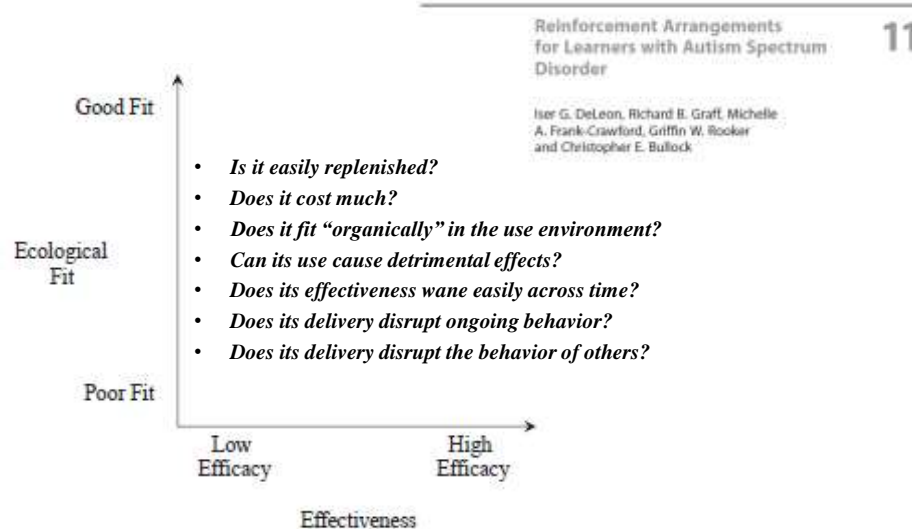 Reinforcement Arrangements
for Learners with Autism Spectrum
Disorder
11
Iser G. DeLeon, Richard B. Graff, Michelle
A. Frank-Crawford, Griffin W. Rooker
and Christopher E. Bullock
Good Fit
• Is it easily replenished?
• Does it cost much?
• Does it fit “organically” in the use environment?
• Can its use cause detrimental effects?
• Does its effectiveness wane easily across time?
• Does its delivery disrupt ongoing behavior?
• Does its delivery disrupt the behavior of others?
Ecological
Fit
Poor Fit
Low
Efficacy
High
Efficacy
Effectiveness